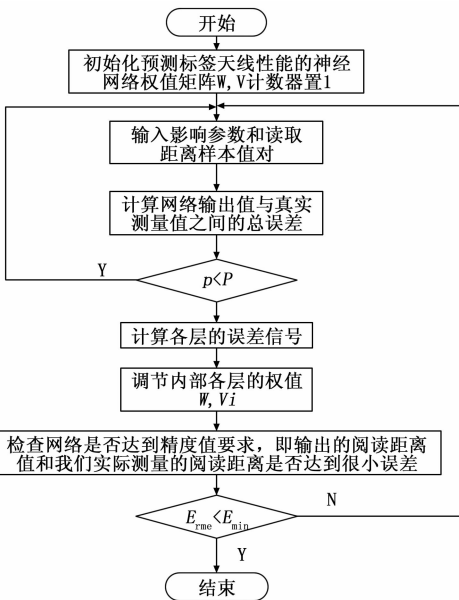 开始
初始化预测标签天线性能的神经
网络权值矩阵W,V计数器置1
输入影响参数和读取
距离样本值对
计算网络输出值与真实
测量值之间的总误差
Y
p<P
计算各层的误差信号
调节内部各层的权值
W,Vi
检查网络是否达到精度值要求，即输出的阅读距离
值和我们实际测量的阅读距离是否达到很小误差
N
Erme<Emin
Y
结束